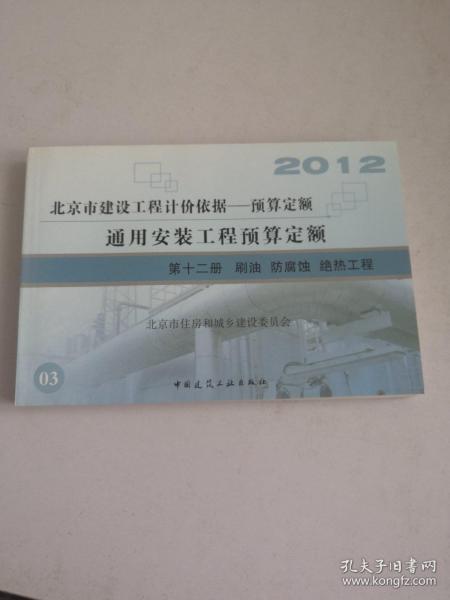 2012
北京市建设工程计价依据——预算定额
通用安装工程预算定额
第十二册 刷油 防腐蚀 绝热工程
北京市住房和城乡建设委员会
03
中国建筑工业出版社
孔夫子旧书网
www.kongfz.com